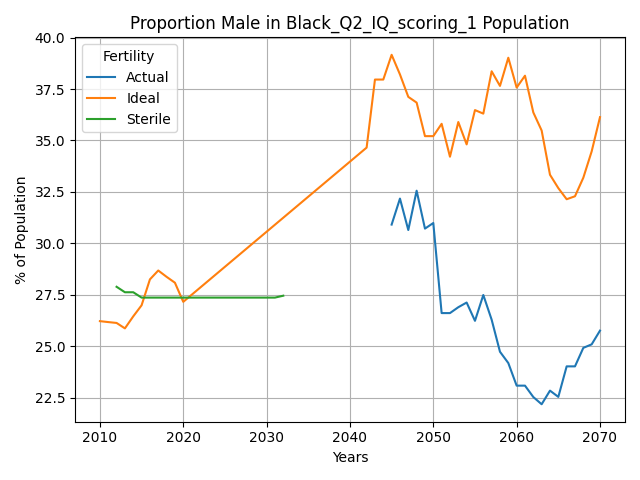 Proportion Male in Black_Q2_IQ_scoring_1 Population
Fertility
Actual
Ideal
Sterile
% of Population
40.0
37.5
35.0
32.5
30.0
27.5
25.0
22.5
2010 2020 2030 2040 2050 2060 2070
Years